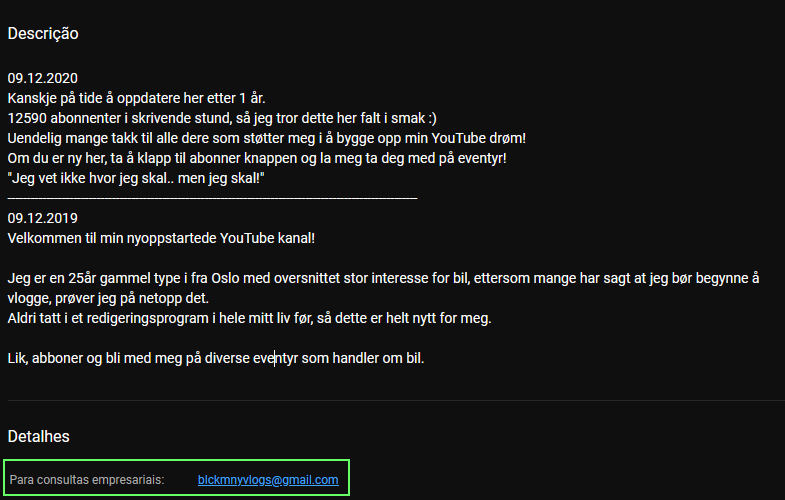 Descrição
09.12.2020
Kanskje på tide å oppdatere her etter 1 år.
12590 abonnenter i skrivende stund, så jeg tror dette her falt i smak :)
Uendelig mange takk til alle dere som støtter meg i å bygge opp min YouTube drøm!
Om du er ny her, ta å klapp til abonner knappen og la meg ta deg med på eventyr!
"Jeg vet ikke hvor jeg skal.. men jeg skal!"
-----------------------------------------------------------------------------------------------------
09.12.2019
Velkommen til min nyoppstartede YouTube kanal!
Jeg er en 25år gammel type i fra Oslo med oversnittet stor interesse for bil, ettersom mange har sagt at jeg bør begynne å
vlogge, prøver jeg på netopp det.
Aldri tatt i et redigeringsprogram i hele mitt liv før, så dette er helt nytt for meg.
Lik, abboner og bli med meg på diverse eventyr som handler om bil.
Detalhes
Para consultas empresariais: blckmnyvlogs@gmail.com